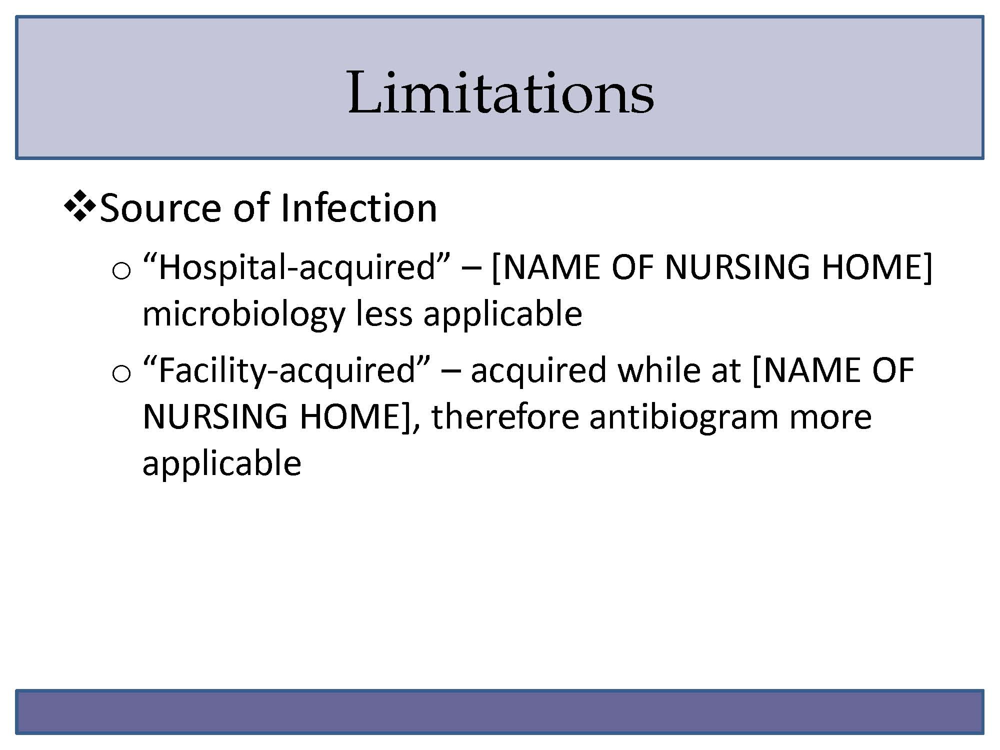 Limitations
❖Source of Infection
o “Hospital-acquired” – [NAME OF NURSING HOME]
microbiology less applicable
o “Facility-acquired” – acquired while at [NAME OF
NURSING HOME], therefore antibiogram more
applicable